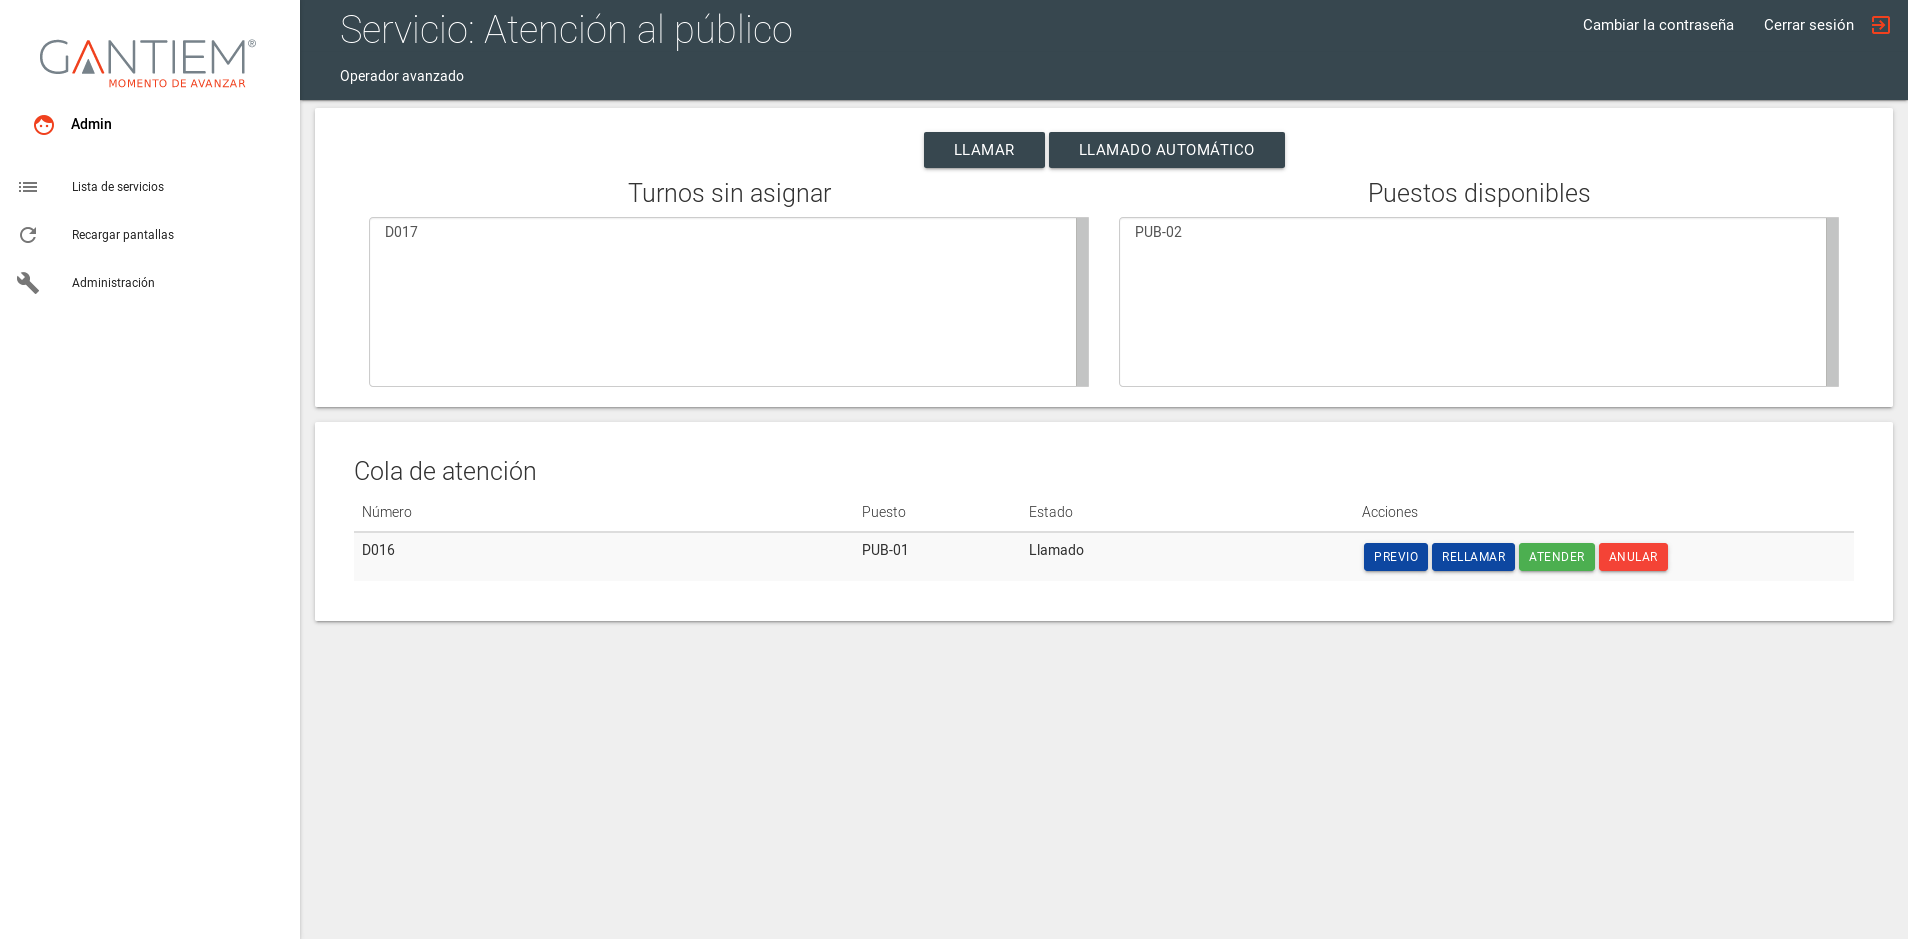 GANTIEM®
MOMENTO DE AVANZAR
Admin
Lista de servicios
Recargar pantallas
Administración
Servicio: Atención al público
Cambiar la contraseña
Cerrar sesión
Operador avanzado
LLAMAR
LLAMADO AUTOMÁTICO
Turnos sin asignar
D017
Puestos disponibles
PUB-02
Cola de atención
Número Puesto Estado Acciones
D016 PUB-01 Llamado PREVIO RELLAMAR ATENDER ANULAR